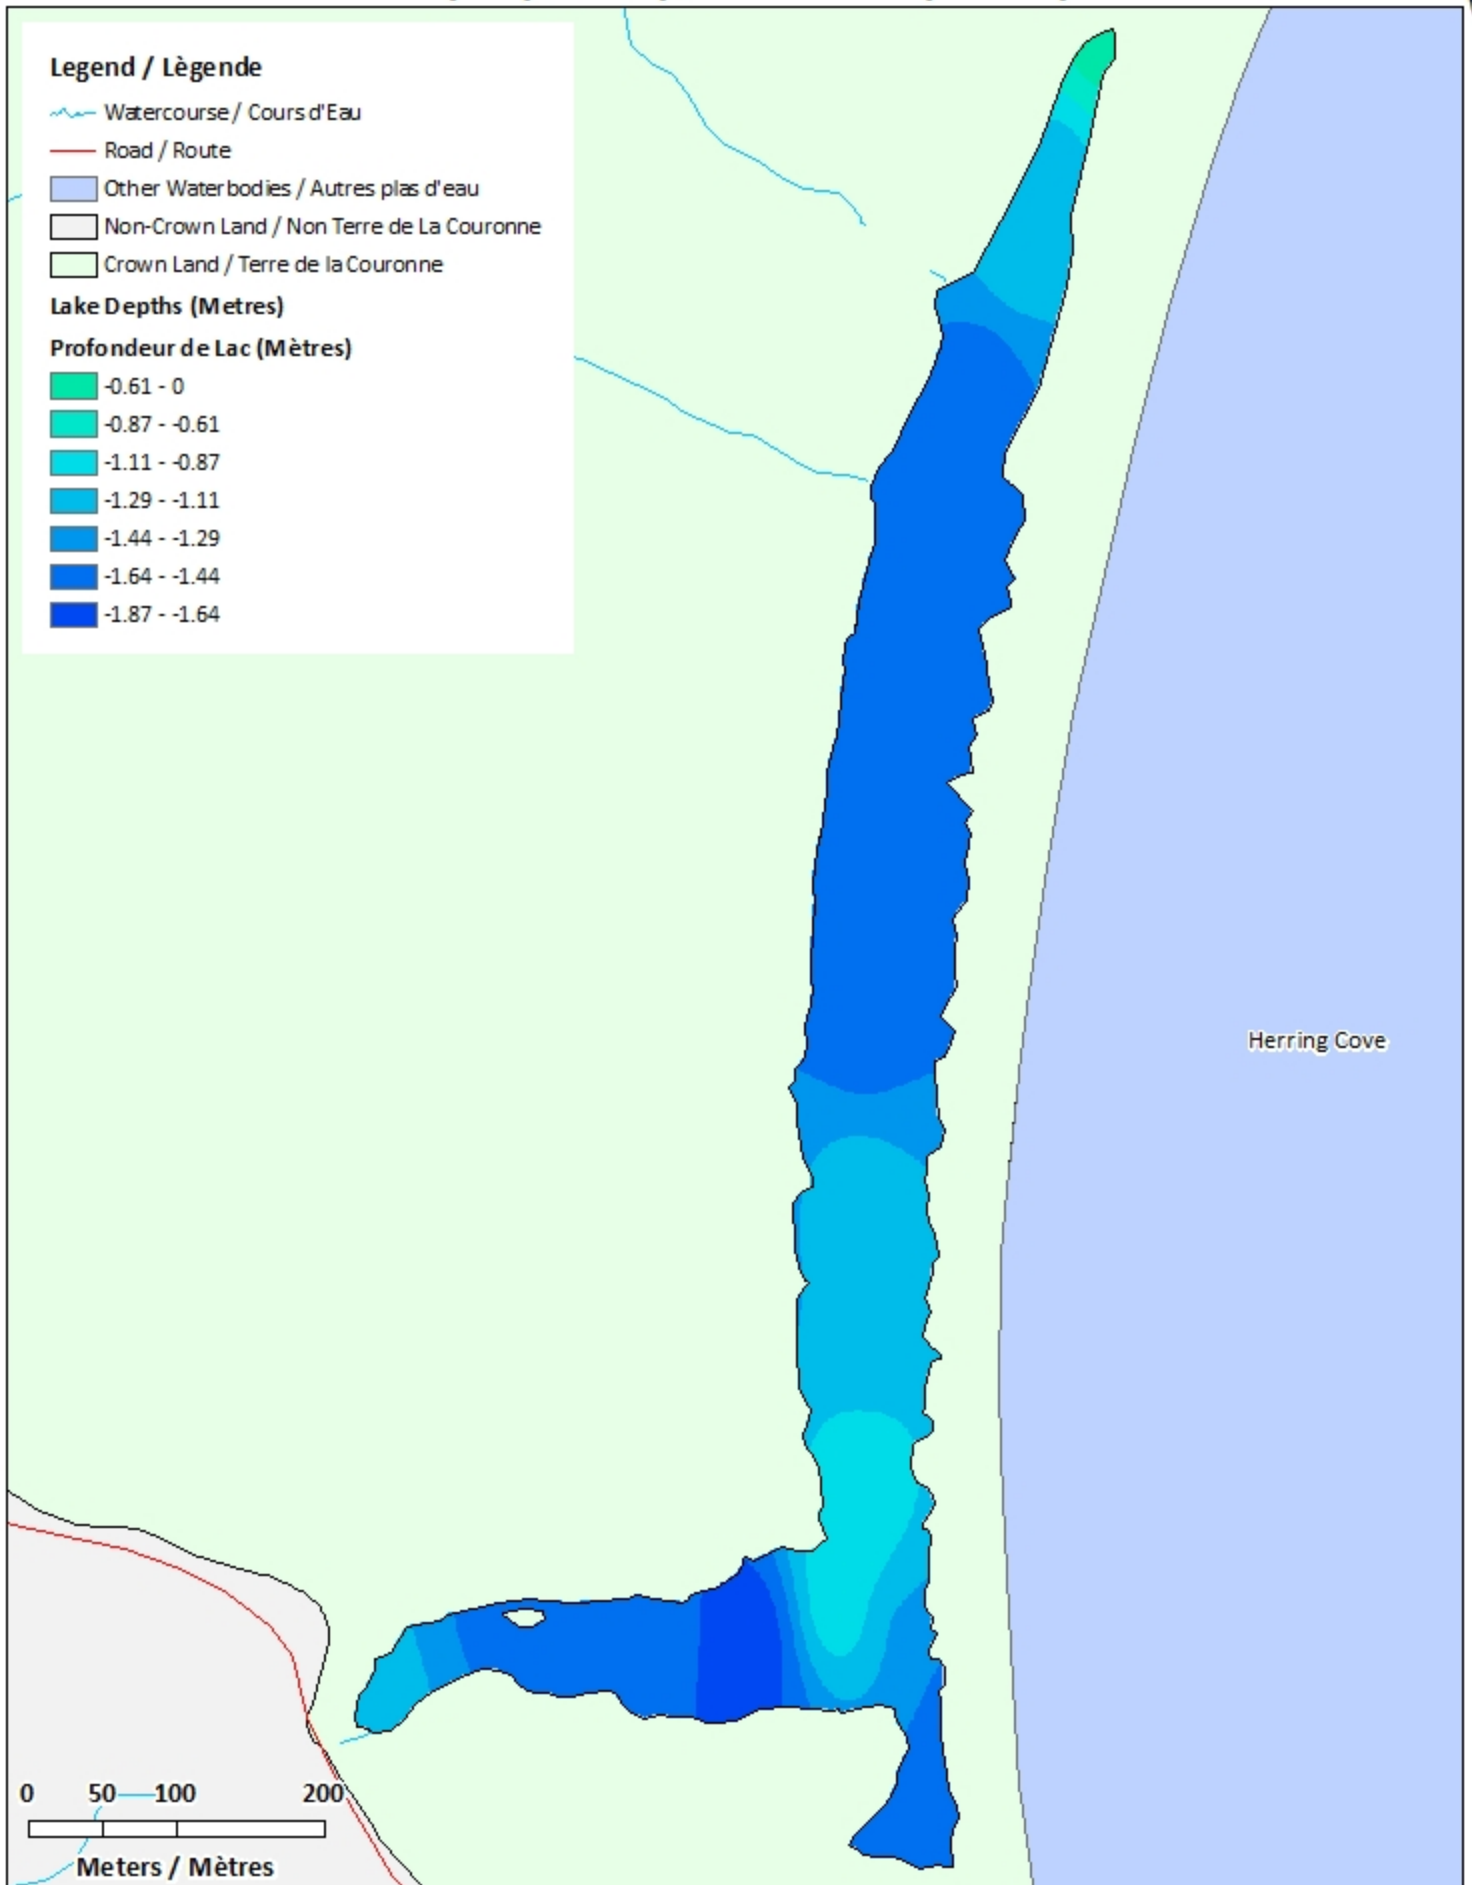 Legend / Lègende
Watercourse / Cours d'Eau
Road / Route
Other Waterbodies / Autres plas d'eau
Non-Crown Land / Non Terre de La Couronne
Crown Land / Terre de la Couronne
Lake Depths (Metres)
Profondeur de Lac (Mètres)
-0.61 - 0
-0.87 - -0.61
-1.11 - -0.87
-1.29 - -1.11
-1.44 - -1.29
-1.64 - -1.44
-1.87 - -1.64
Herring Cove
0 50 100 200
Meters / Mètres